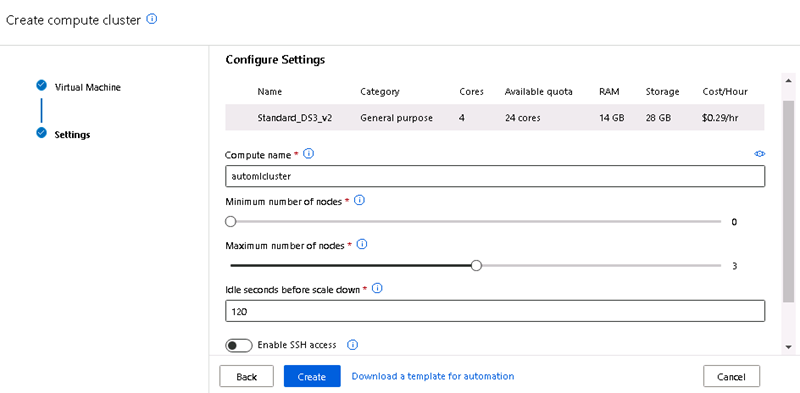 Create compute cluster
Virtual Machine
Settings
Configure Settings
Name Category Cores Available quota RAM Storage Cost/Hour
Standard_DS3_v2 General purpose 4 24 cores 14 GB 28 GB $0.29/hr
Compute name *
automlcluster
Minimum number of nodes *
0
Maximum number of nodes *
3
Idle seconds before scale down *
120
Enable SSH access
Back Create Download a template for automation Cancel